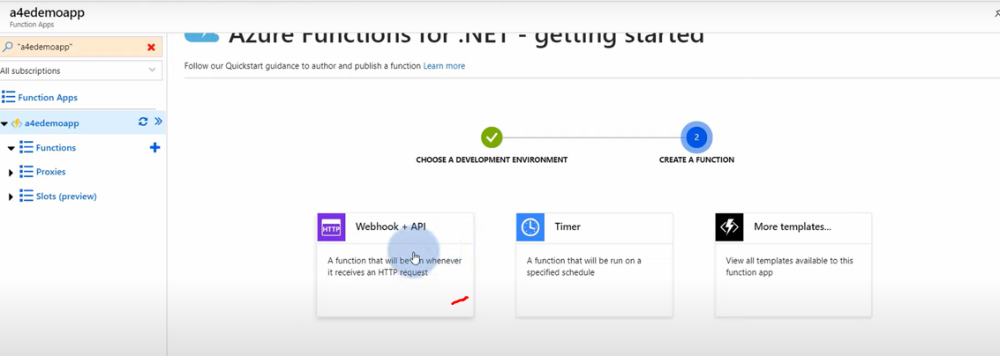 a4edemoapp
Function Apps
"a4edemoapp"
All subscriptions
Function Apps
a4edemoapp
Functions
Proxies
Slots (preview)
Azure Functions for .NET - getting started
Follow our Quickstart guidance to author and publish a function Learn more
2
CHOOSE A DEVELOPMENT ENVIRONMENT
CREATE A FUNCTION
HTTP
Webhook + API
A function that will be run whenever
it receives an HTTP request
Timer
A function that will be run on a
specified schedule
More templates...
View all templates available to this
function app